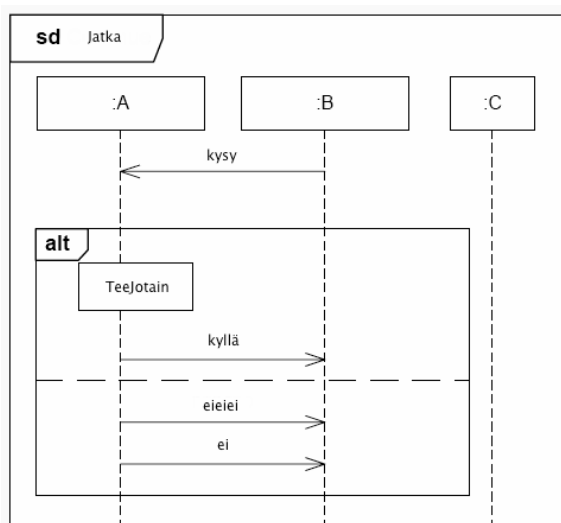 sd Jatka
:A :B :C
kysy
alt
TeeJotain
kyllä
eieiei
ei